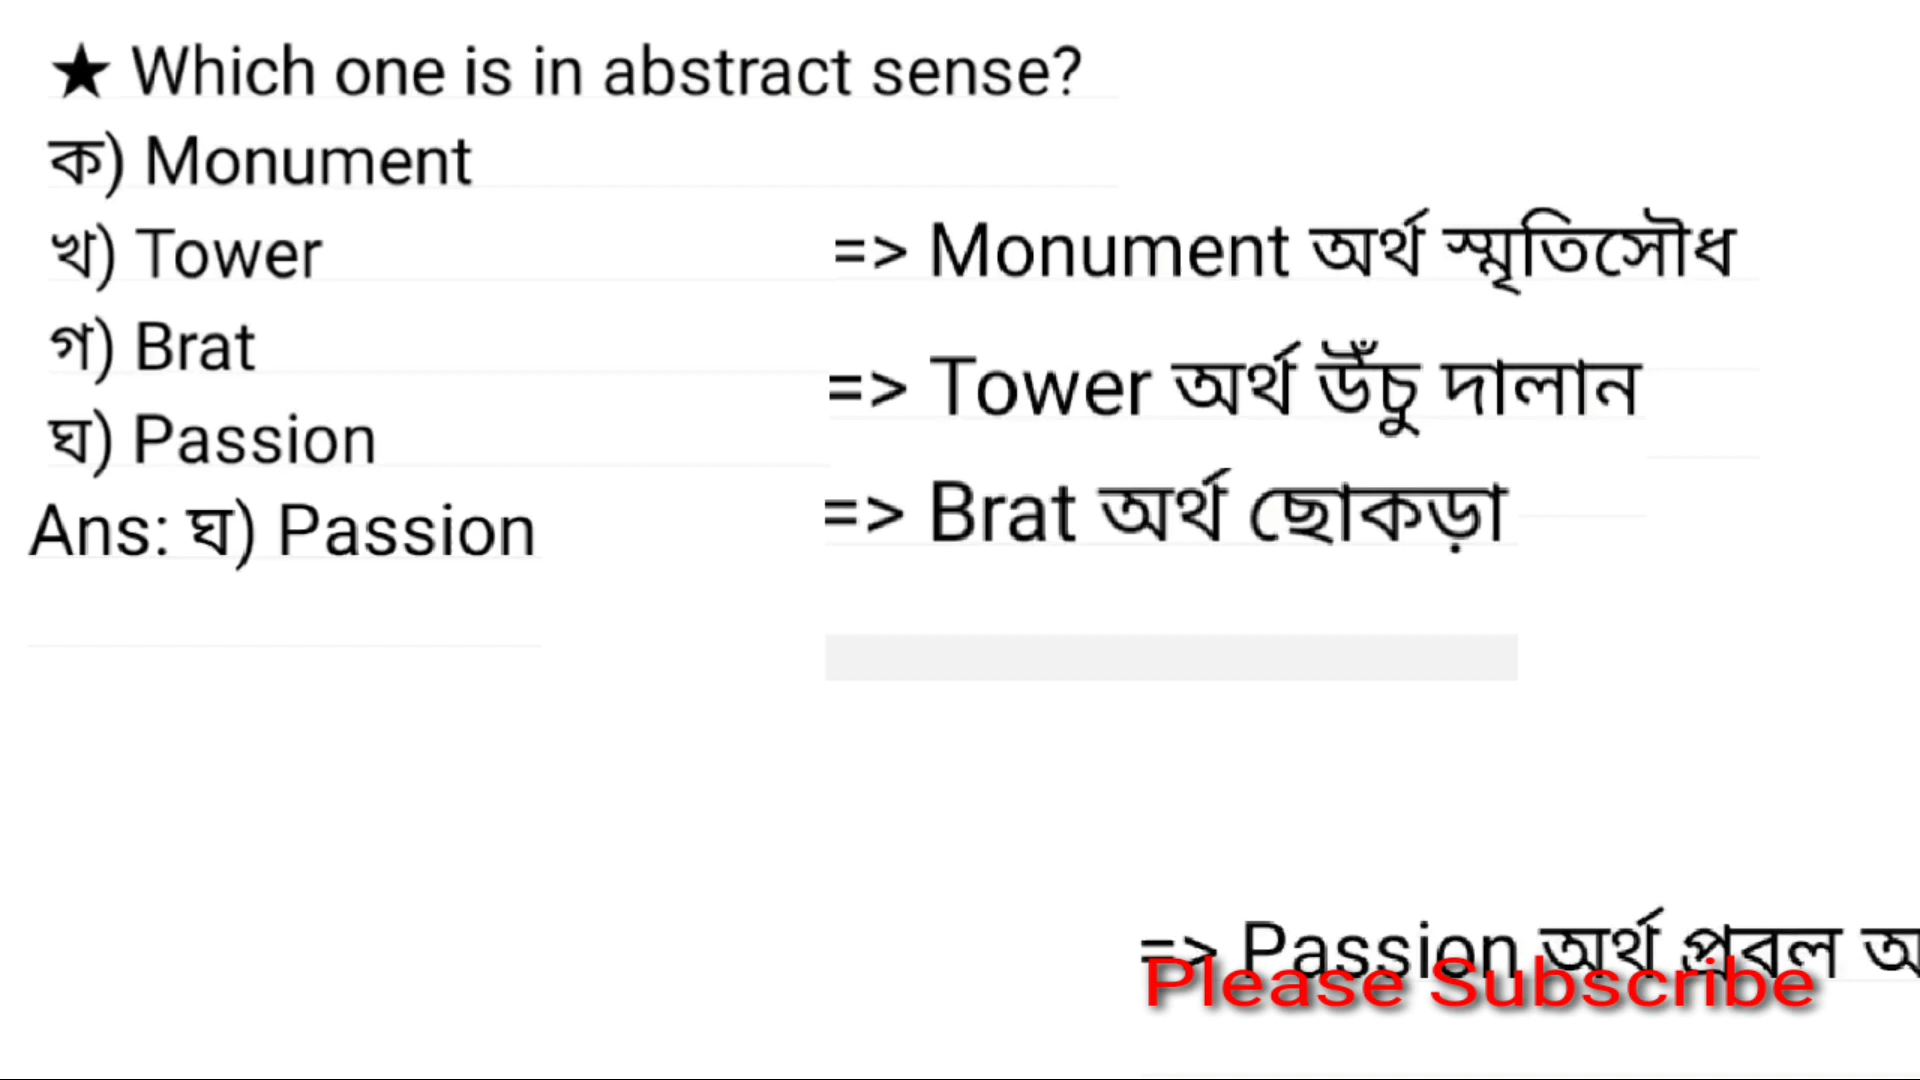 ★ Which one is in abstract sense?
ক) Monument
খ) Tower
গ) Brat
ঘ) Passion
Ans: ঘ) Passion
=> Monument অর্থ স্মৃতিসৌধ
=> Tower অর্থ উঁচু দালান
=> Brat অর্থ ছোকড়া
=> Passion অর্থ প্রবল
Please Subscribe